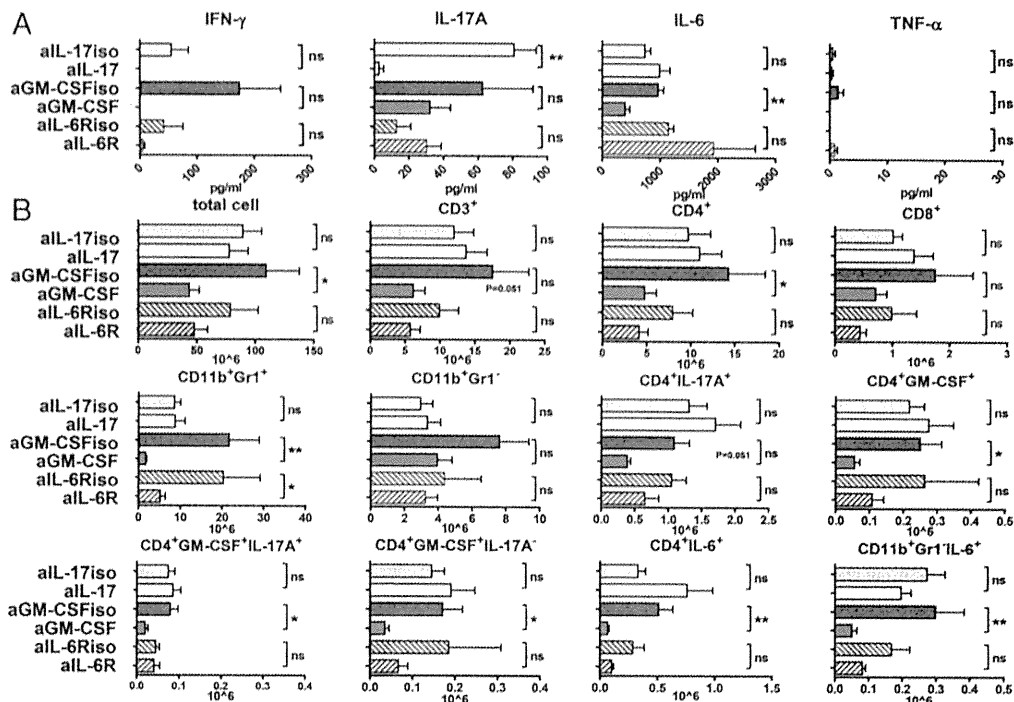 A
IFN-γ IL-17A IL-6 TNF-α
aIL-17iso
aIL-17
aGM-CSFiso
aGM-CSF
aIL-6Riso
aIL-6R
ns ** ns ns
ns ns ** ns
ns ns ns ns
0 100 200 300 0 20 40 60 80 100 0 1000 2000 3000 0 10 20 30
pg/ml pg/ml pg/ml pg/ml
B
total cell CD3+ CD4+ CD8+
aIL-17iso
aIL-17
aGM-CSFiso
aGM-CSF
aIL-6Riso
aIL-6R
ns ns ns ns
* P=0.051 ns * ns
ns ns ns ns
0 50 100 150 0 5 10 15 20 25 0 5 10 15 20 0 1 2 3
10^6 10^6 10^6 10^6
CD11b+Gr1+ CD11b+Gr1- CD4+IL-17A+ CD4+GM-CSF+
aIL-17iso
aIL-17
aGM-CSFiso
aGM-CSF
aIL-6Riso
aIL-6R
ns ns ns ns
** ns P=0.051 ns *
* ns ns ns
0 10 20 30 40 0 2 4 6 8 10 0.0 0.5 1.0 1.5 2.0 2.5 0.0 0.1 0.2 0.3 0.4 0.5
10^6 10^6 10^6 10^6
CD4+GM-CSF+IL-17A+ CD4+GM-CSF+IL-17A- CD4+IL-6+ CD11b+Gr1-IL-6+
aIL-17iso
aIL-17
aGM-CSFiso
aGM-CSF
aIL-6Riso
aIL-6R
ns ns ns ns
* * ** **
ns ns ns ns
0.0 0.1 0.2 0.3 0.4 0.0 0.1 0.2 0.3 0.4 0.0 0.5 1.0 1.5 0.0 0.1 0.2 0.3 0.4 0.5
10^6 10^6 10^6 10^6